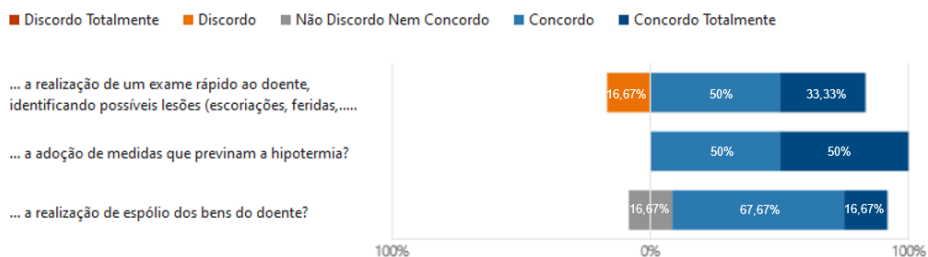 Discordo Totalmente Discordo Não Discordo Nem Concordo Concordo Concordo Totalmente
... a realização de um exame rápido ao doente,
identificando possíveis lesões (escoriações, feridas,.....
16,67% 50% 33,33%
... a adoção de medidas que previnam a hipotermia?
50% 50%
... a realização de espólio dos bens do doente?
16,67% 67,67% 16,67%
100% 0% 100%